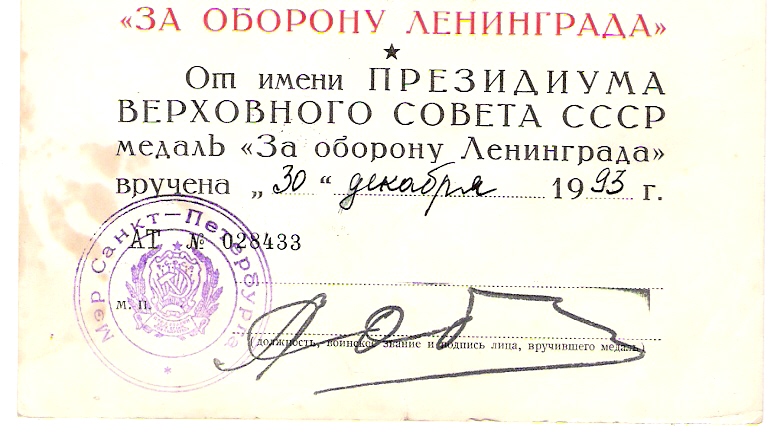 «ЗА ОБОРОНУ ЛЕНИНГРАДА»
От имени ПРЕЗИДИУМА
ВЕРХОВНОГО СОВЕТА СССР
медаль «За оборону Ленинграда»
вручена „30“ декабря 1993 г.
Мэр Санкт-Петербурга
АТ № 028433
М. П.
(должность, воинское звание и подпись лица, вручившего медаль)